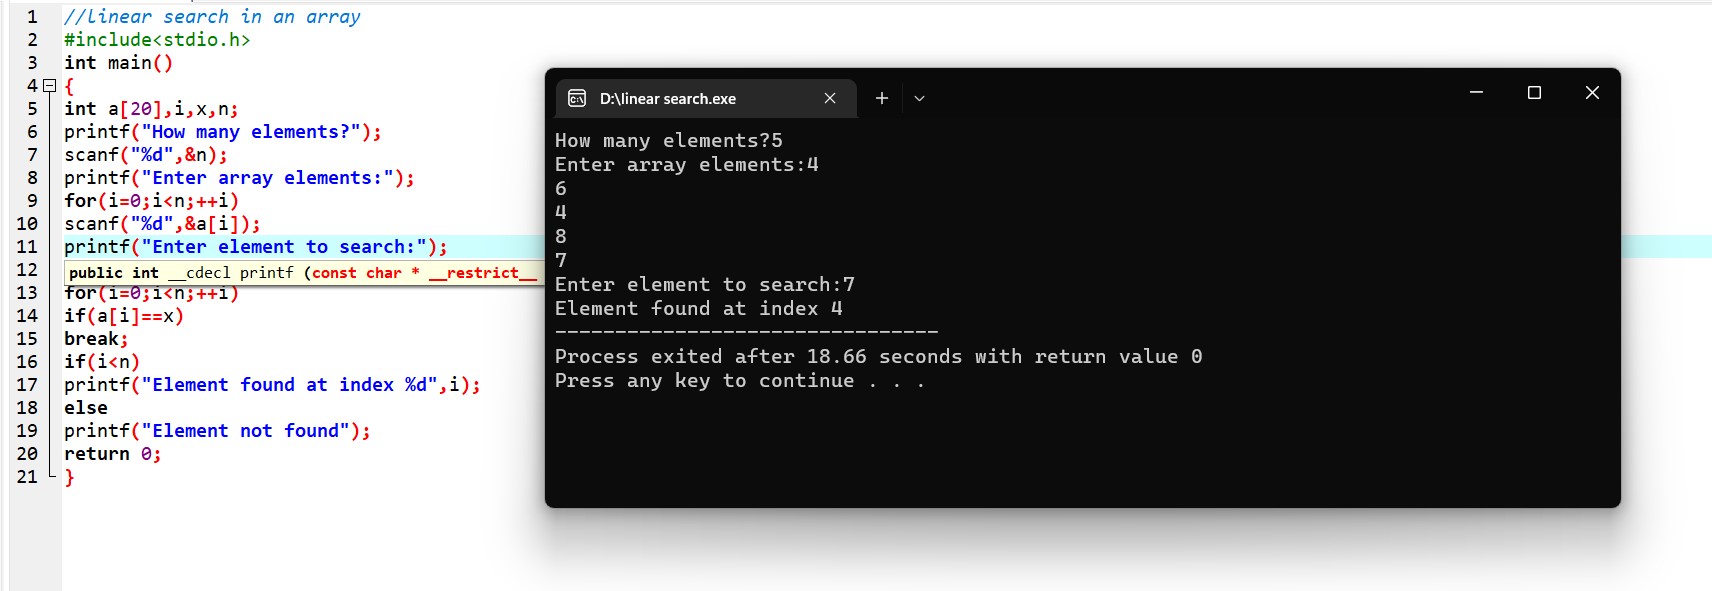 1 //linear search in an array
2 #include<stdio.h>
3 int main()
4 {
5 int a[20],i,x,n;
6 printf("How many elements?");
7 scanf("%d",&n);
8 printf("Enter array elements:");
9 for(i=0;i<n;++i)
10 scanf("%d",&a[i]);
11 printf("Enter element to search:");
12 public int __cdecl printf (const char * __restrict__
13 for(i=0;i<n;++i)
14 if(a[i]==x)
15 break;
16 if(i<n)
17 printf("Element found at index %d",i);
18 else
19 printf("Element not found");
20 return 0;
21 }
D:\linear search.exe
How many elements?5
Enter array elements:4
6
4
8
7
Enter element to search:7
Element found at index 4
--------------------------------
Process exited after 18.66 seconds with return value 0
Press any key to continue . . .